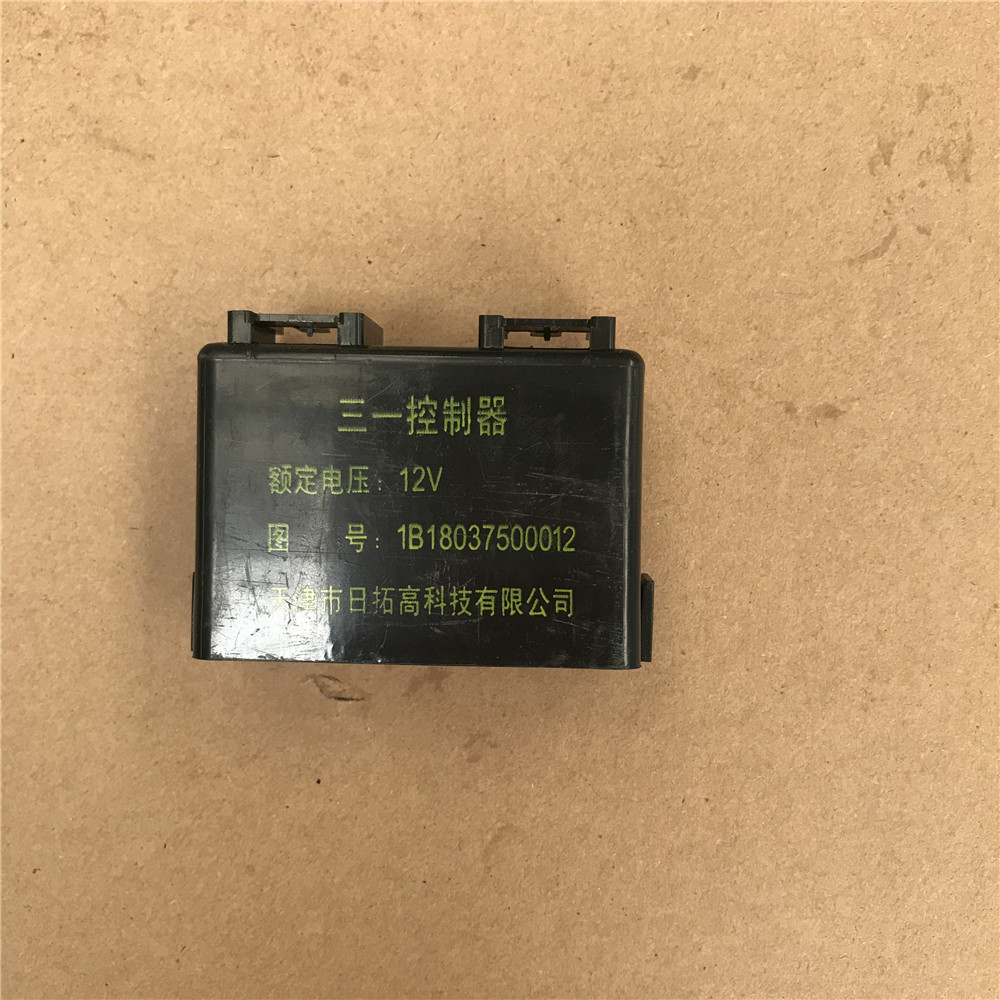 三一控制器
额定电压：12V
图 号：1B18037500012
天津市日拓高科技有限公司